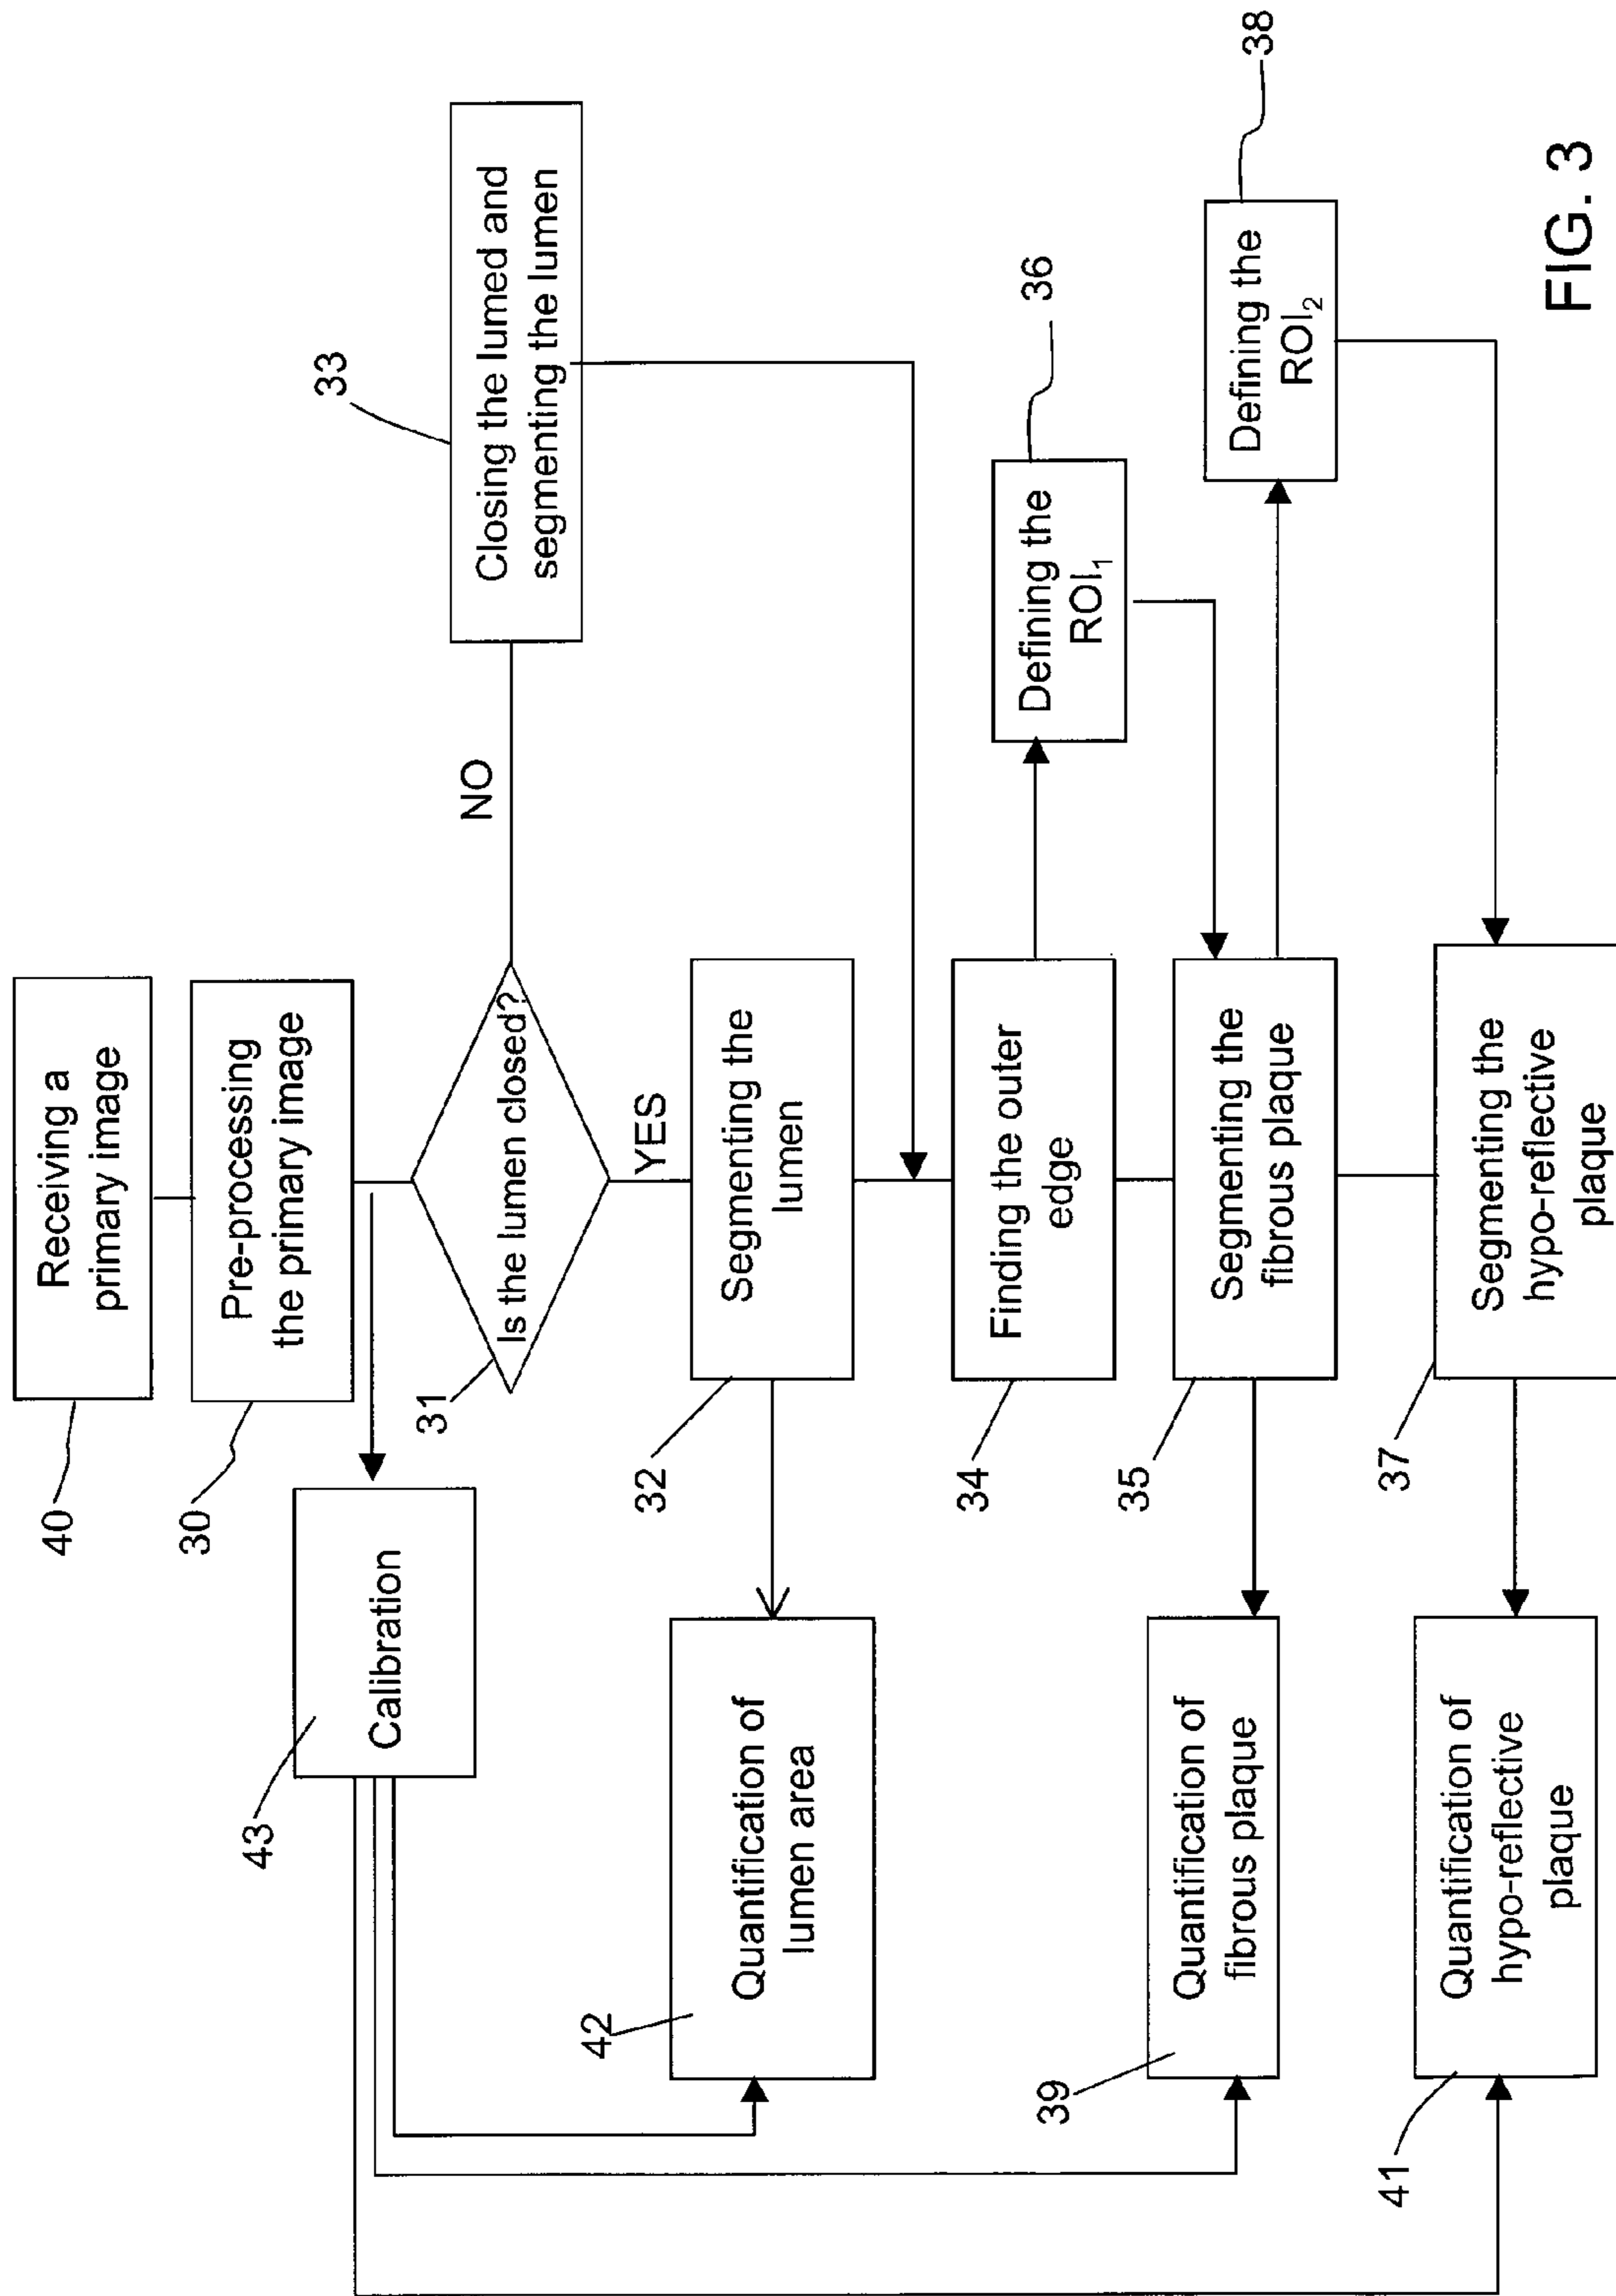 40
Receiving a
primary image
30
Pre-processing
the primary image
43
Calibration
31
Is the lumen closed?
NO
33
Closing the lumed and
segmenting the lumen
YES
32
Segmenting the
lumen
42
Quantification of
lumen area
34
Finding the outer
edge
36
Defining the
ROI₁
35
Segmenting the
fibrous plaque
39
Quantification of
fibrous plaque
38
Defining the
ROI₂
37
Segmenting the
hypo-reflective
plaque
41
Quantification of
hypo-reflective
plaque
FIG. 3